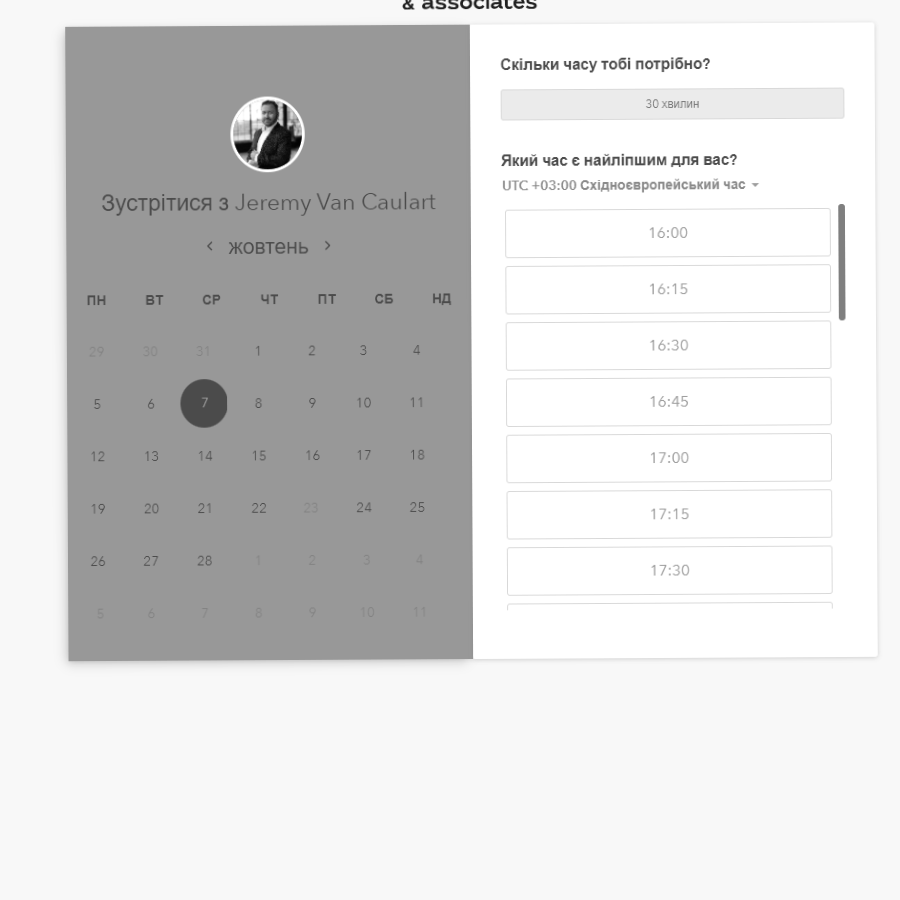 & associates
Зустрітися з Jeremy Van Caulart
‹ жовтень ›
ПН ВТ СР ЧТ ПТ СБ НД
29 30 31 1 2 3 4
5 6 7 8 9 10 11
12 13 14 15 16 17 18
19 20 21 22 23 24 25
26 27 28 1 2 3 4
5 6 7 8 9 10 11
Скільки часу тобі потрібно?
30 хвилин
Який час є найліпшим для вас?
UTC +03:00 Східноєвропейський час
16:00
16:15
16:30
16:45
17:00
17:15
17:30